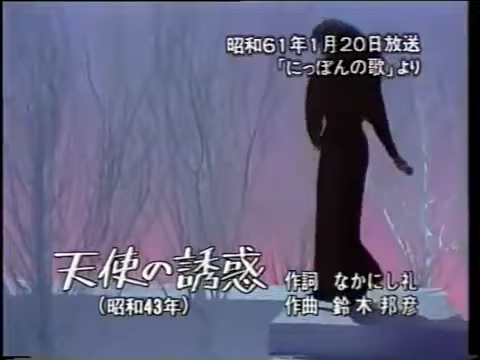 昭和61年1月20日放送
「にっぽんの歌」より
天使の誘惑
(昭和43年)
作詞 なかにし礼
作曲 鈴木邦彦